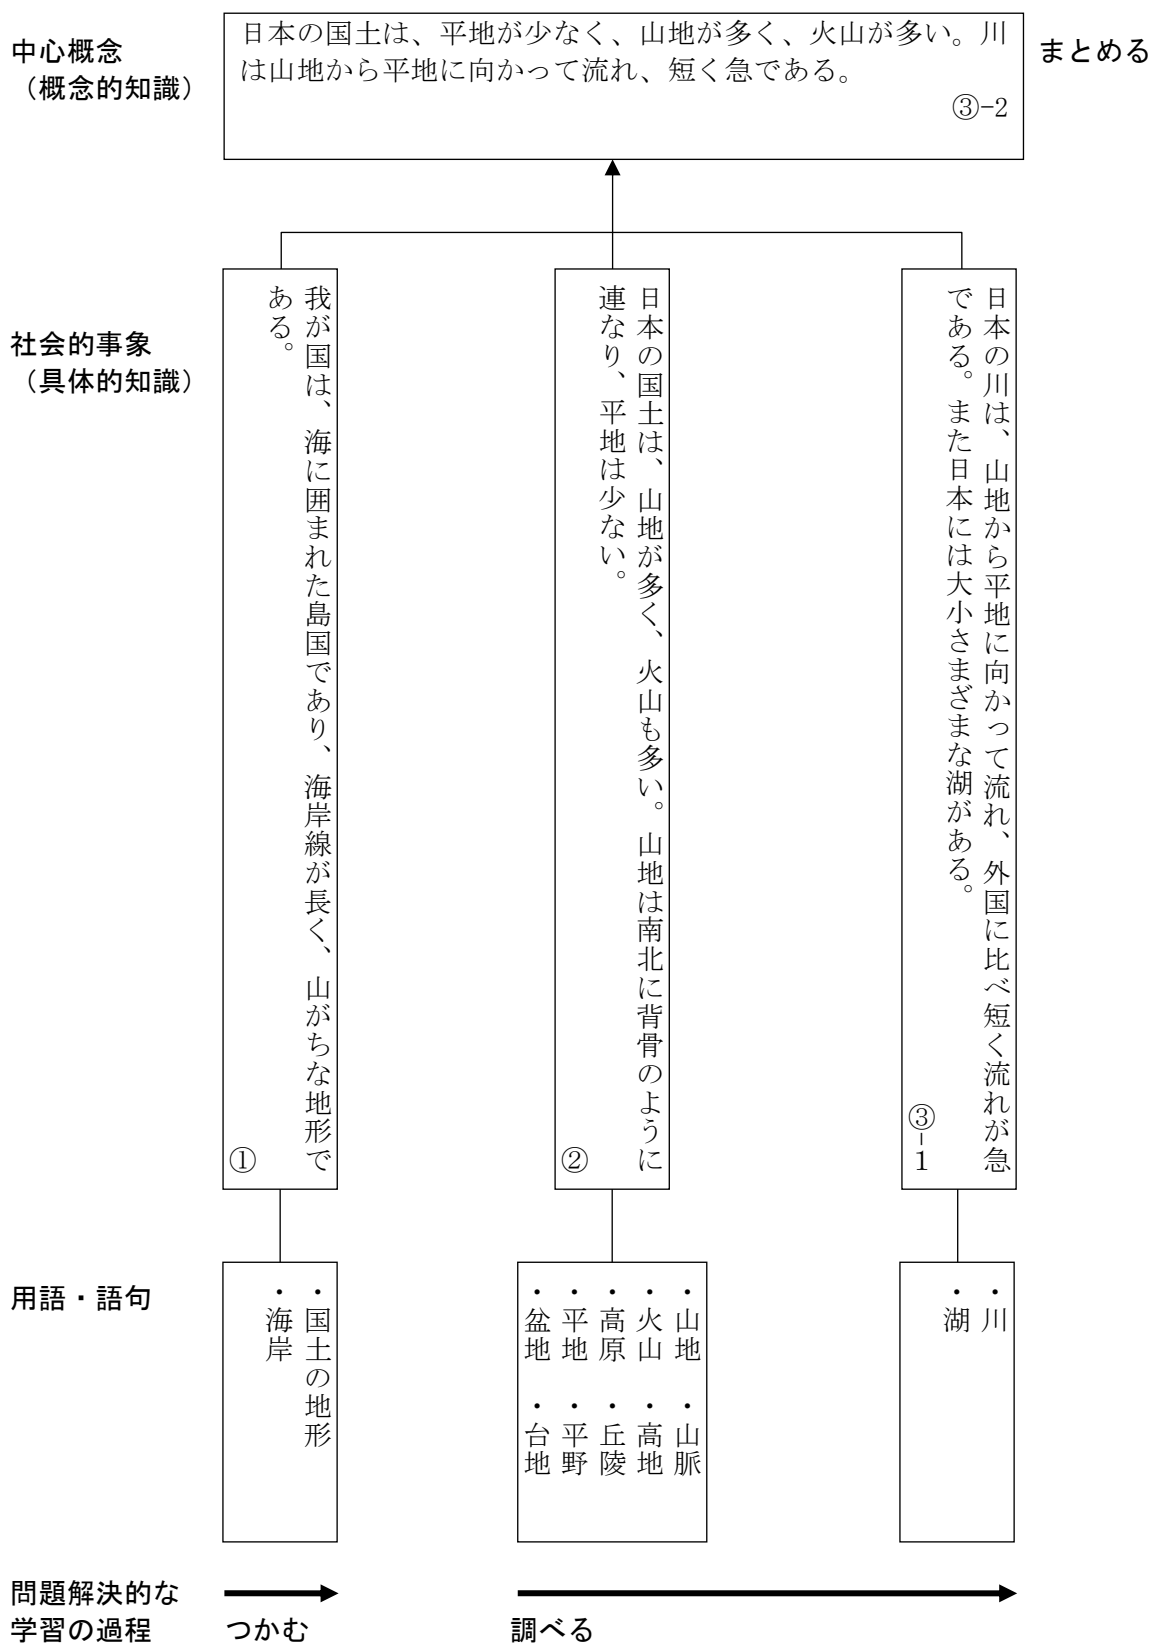 中心概念
（概念的知識）
日本の国土は、平地が少なく、山地が多く、火山が多い。川
は山地から平地に向かって流れ、短く急である。
③-2
まとめる
社会的事象
（具体的知識）
我が国は、海に囲まれた島国であり、海岸線が長く、山がちな地形で
ある。
①
日本の国土は、山地が多く、火山も多い。山地は南北に背骨のように
連なり、平地は少ない。
②
日本の川は、山地から平地に向かって流れ、外国に比べ短く流れが急
である。また日本には大小さまざまな湖がある。
③-1
用語・語句
・国土の地形
・海岸
・山地　・山脈
・火山　・高地
・高原　・丘陵
・平地　・平野
・盆地　・台地
・川
・湖
問題解決的な
学習の過程
つかむ
調べる